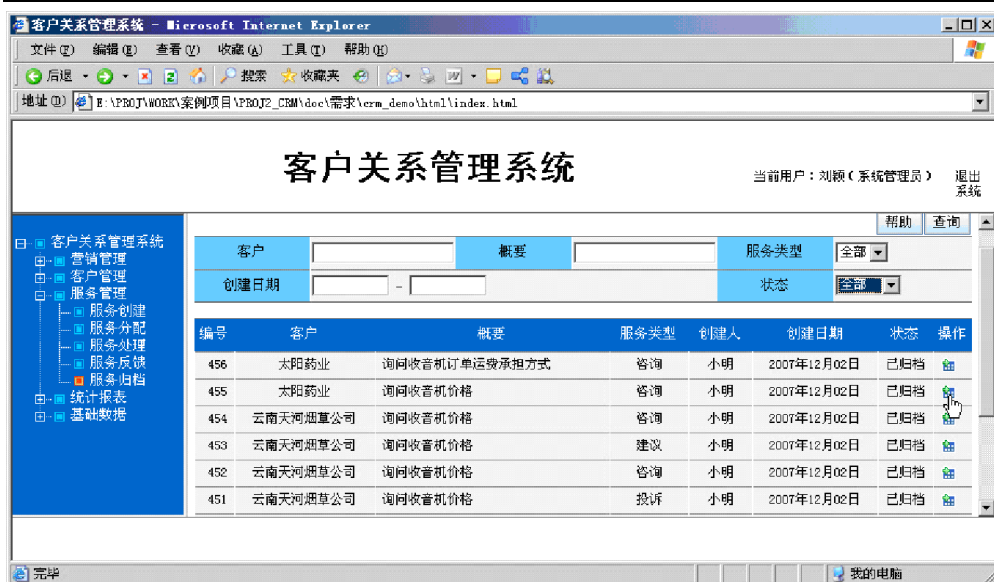 客户关系管理系统 - Microsoft Internet Explorer
文件(F) 编辑(E) 查看(V) 收藏(A) 工具(T) 帮助(H)
后退 搜索 收藏夹
地址(D) E:\PROJ\WORK\案例项目\PROJ2_CRM\doc\需求\crm_demo\html\index.html
客户关系管理系统
当前用户：刘颖(系统管理员) 退出系统
帮助 查询
客户关系管理系统
营销管理
客户管理
服务管理
服务创建
服务分配
服务处理
服务反馈
服务归档
统计报表
基础数据
客户 概要 服务类型 全部
创建日期 - 状态 全部
编号 客户 概要 服务类型 创建人 创建日期 状态 操作
456 太阳药业 询问收音机订单运费承担方式 咨询 小明 2007年12月02日 已归档
455 太阳药业 询问收音机价格 咨询 小明 2007年12月02日 已归档
454 云南天河烟草公司 询问收音机价格 咨询 小明 2007年12月02日 已归档
453 云南天河烟草公司 询问收音机价格 建议 小明 2007年12月02日 已归档
452 云南天河烟草公司 询问收音机价格 咨询 小明 2007年12月02日 已归档
451 云南天河烟草公司 询问收音机价格 投诉 小明 2007年12月02日 已归档
完毕 我的电脑